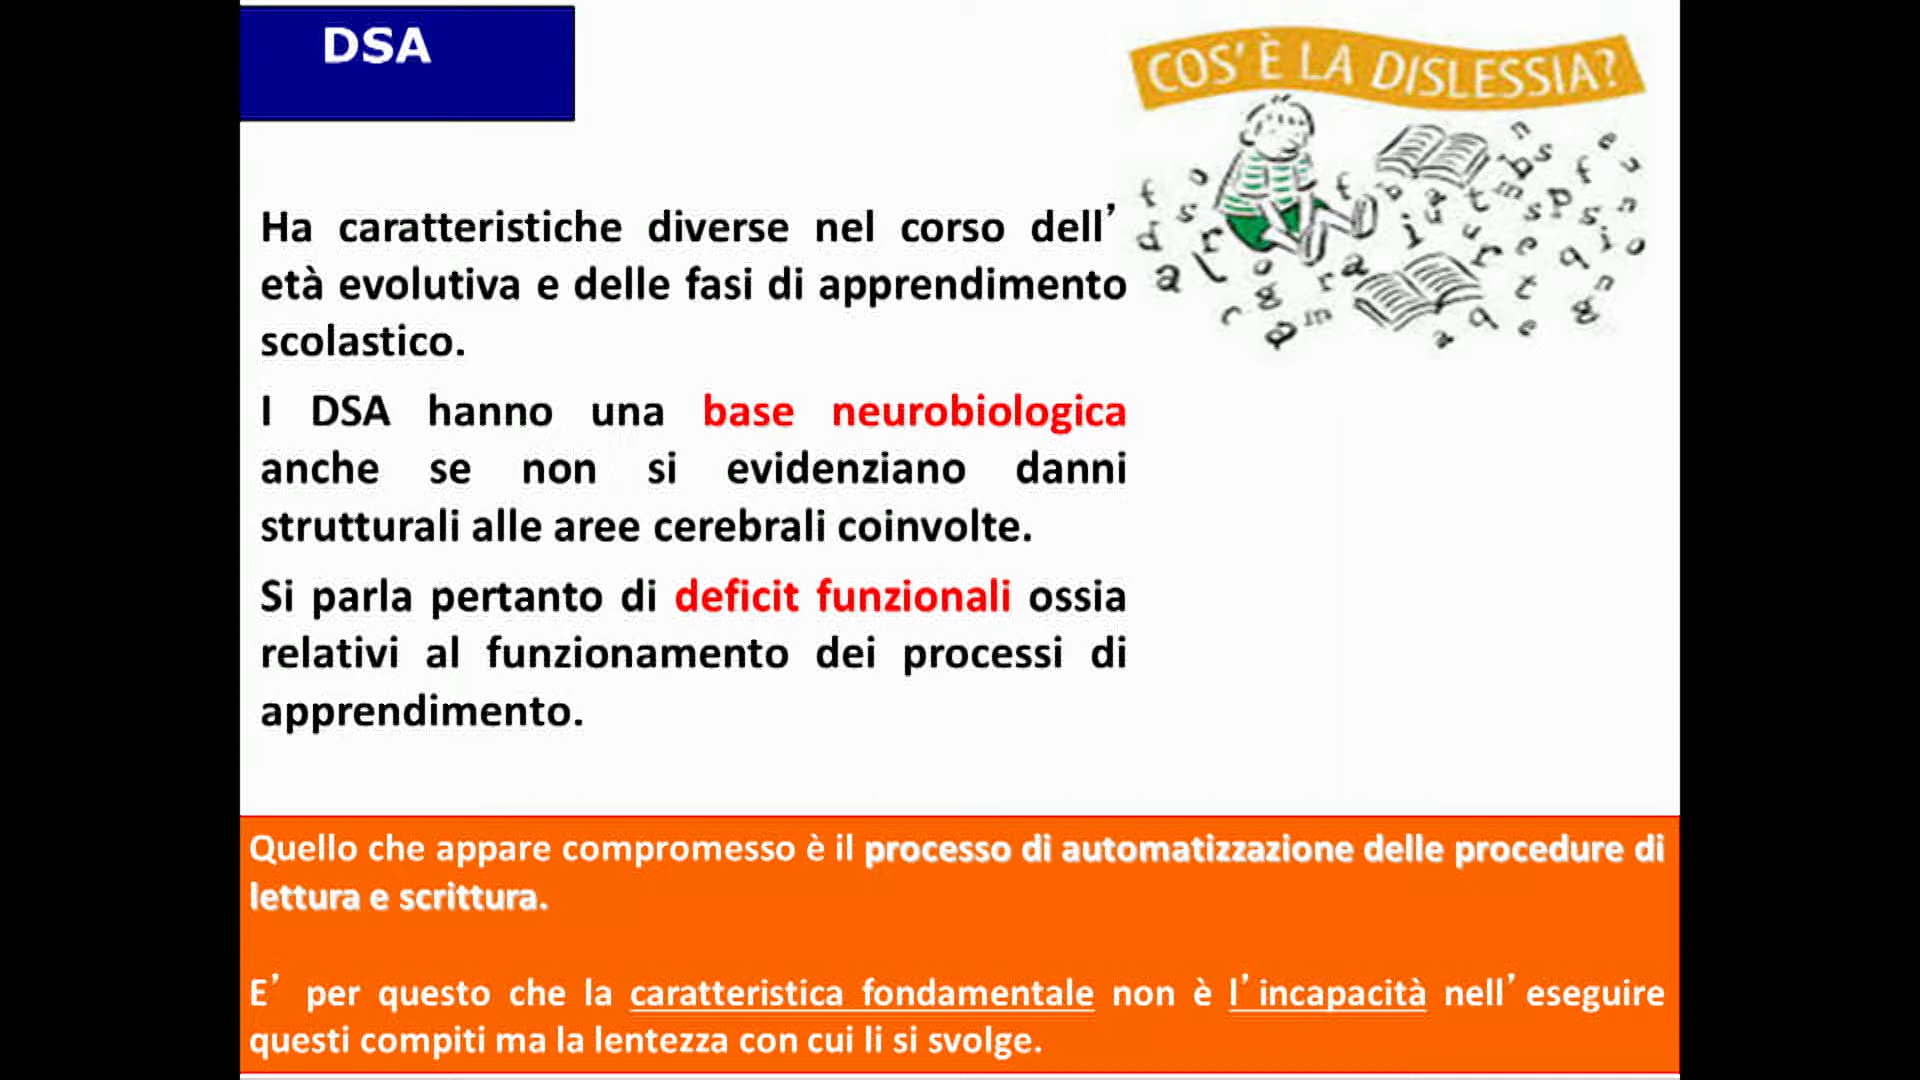 DSA
COS'È LA DISLESSIA?
Ha caratteristiche diverse nel corso dell’
età evolutiva e delle fasi di apprendimento
scolastico.
I DSA hanno una base neurobiologica
anche se non si evidenziano danni
strutturali alle aree cerebrali coinvolte.
Si parla pertanto di deficit funzionali ossia
relativi al funzionamento dei processi di
apprendimento.
Quello che appare compromesso è il processo di automatizzazione delle procedure di
lettura e scrittura.
E’ per questo che la caratteristica fondamentale non è l’incapacità nell’eseguire
questi compiti ma la lentezza con cui li si svolge.